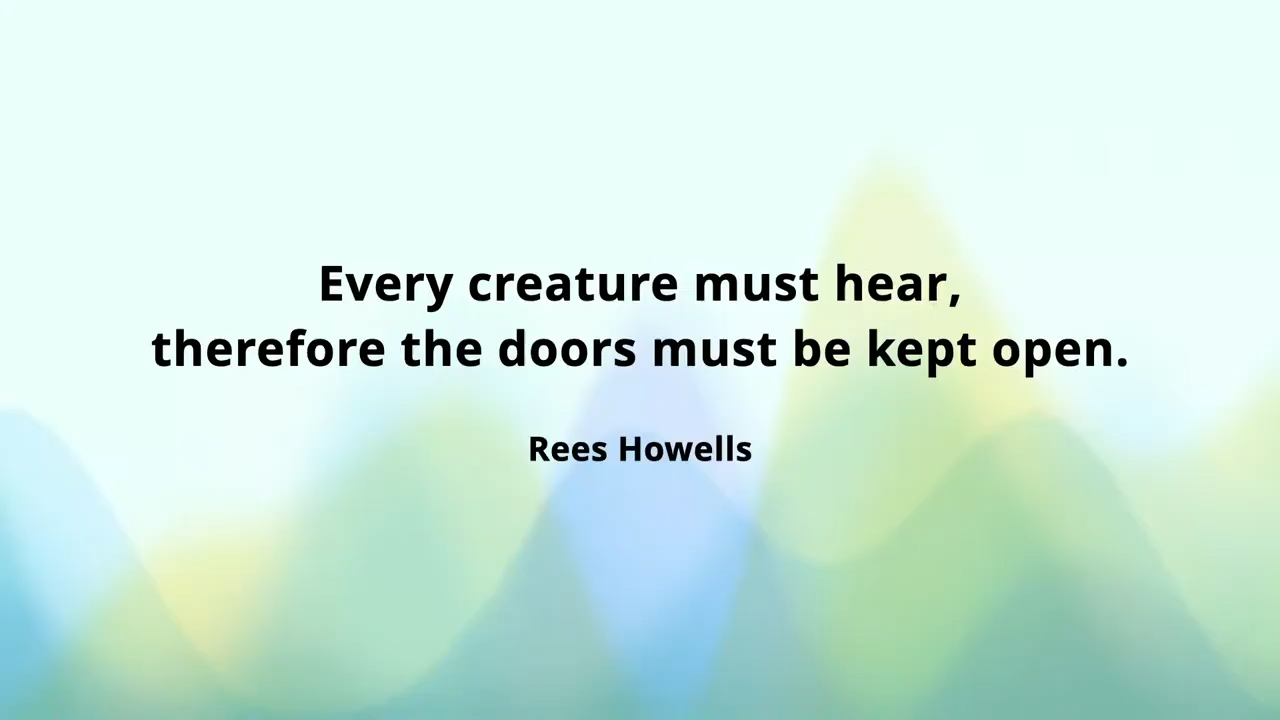 Every creature must hear,
therefore the doors must be kept open.
Rees Howells